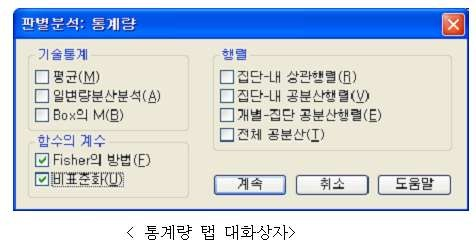 판별분석: 통계량
기술통계
평균(M)
일변량분산분석(A)
Box의 M(B)
함수의 계수
Fisher의 방법(F)
비표준화(U)
행렬
집단-내 상관행렬(R)
집단-내 공분산행렬(V)
개별-집단 공분산행렬(E)
전체 공분산(T)
계속 취소 도움말
< 통계량 탭 대화상자>